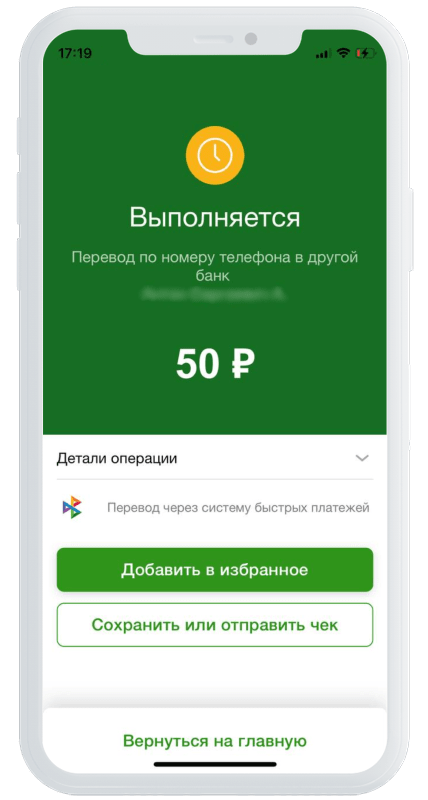 17:19
Выполняется
Перевод по номеру телефона в другой
банк
50 ₽
Детали операции
Перевод через систему быстрых платежей
Добавить в избранное
Сохранить или отправить чек
Вернуться на главную